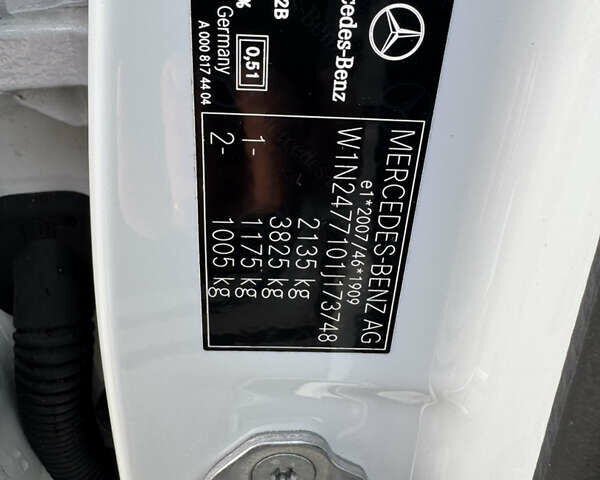 Mercedes-Benz
2B
0,51
Germany
A 000 817 44 04
MERCEDES-BENZ AG
e1*2007/46*1909
W1N2477101J173748
2135 kg
3825 kg
1- 1175 kg
2- 1005 kg